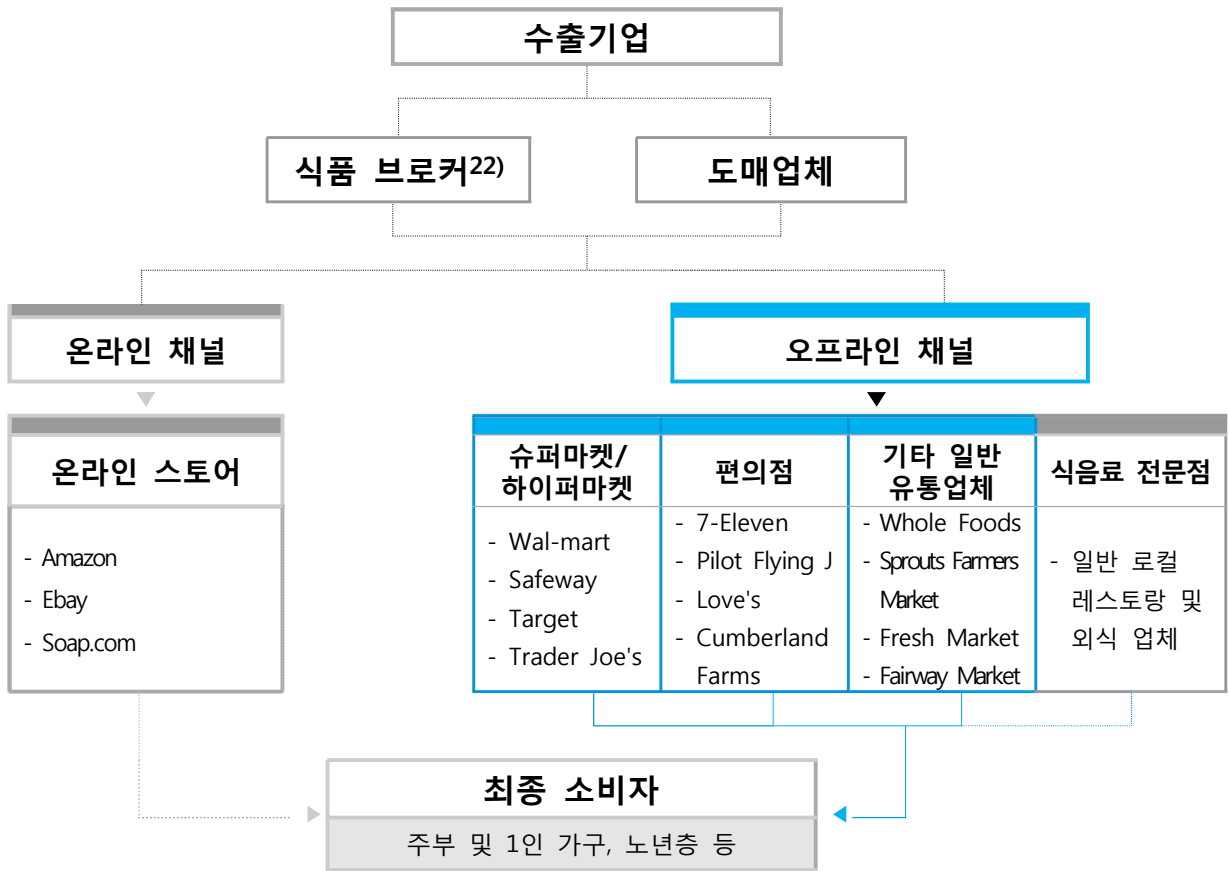 수출기업
식품 브로커22)
도매업체
온라인 채널
오프라인 채널
온라인 스토어
- Amazon
- Ebay
- Soap.com
슈퍼마켓/
하이퍼마켓
- Wal-mart
- Safeway
- Target
- Trader Joe's
편의점
- 7-Eleven
- Pilot Flying J
- Love's
- Cumberland
Farms
기타 일반
유통업체
- Whole Foods
- Sprouts Farmers
Market
- Fresh Market
- Fairway Market
식음료 전문점
- 일반 로컬
레스토랑 및
외식 업체
최종 소비자
주부 및 1인 가구, 노년층 등